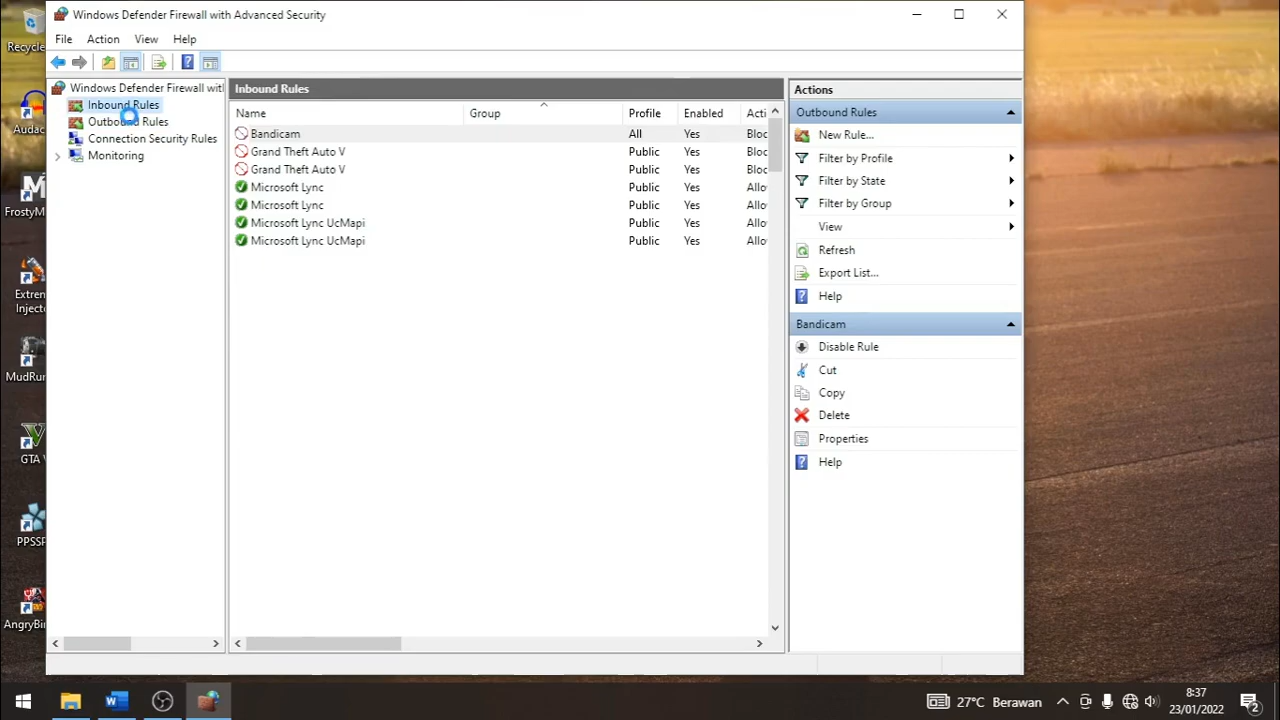 Windows Defender Firewall with Advanced Security
File Action View Help
Windows Defender Firewall wit
Inbound Rules
Outbound Rules
Connection Security Rules
Monitoring
Inbound Rules
Name Group Profile Enabled Acti
Bandicam All Yes Bloc
Grand Theft Auto V Public Yes Bloc
Grand Theft Auto V Public Yes Bloc
Microsoft Lync Public Yes Allo
Microsoft Lync Public Yes Allo
Microsoft Lync UcMapi Public Yes Allo
Microsoft Lync UcMapi Public Yes Allo
Actions
Outbound Rules
New Rule...
Filter by Profile
Filter by State
Filter by Group
View
Refresh
Export List...
Help
Bandicam
Disable Rule
Cut
Copy
Delete
Properties
Help
Recycle
Audac
FrostyM
Extren
Injecto
MudRun
GTA V
PPSSP
AngryBir
27°C Berawan
8:37
23/01/2022
2